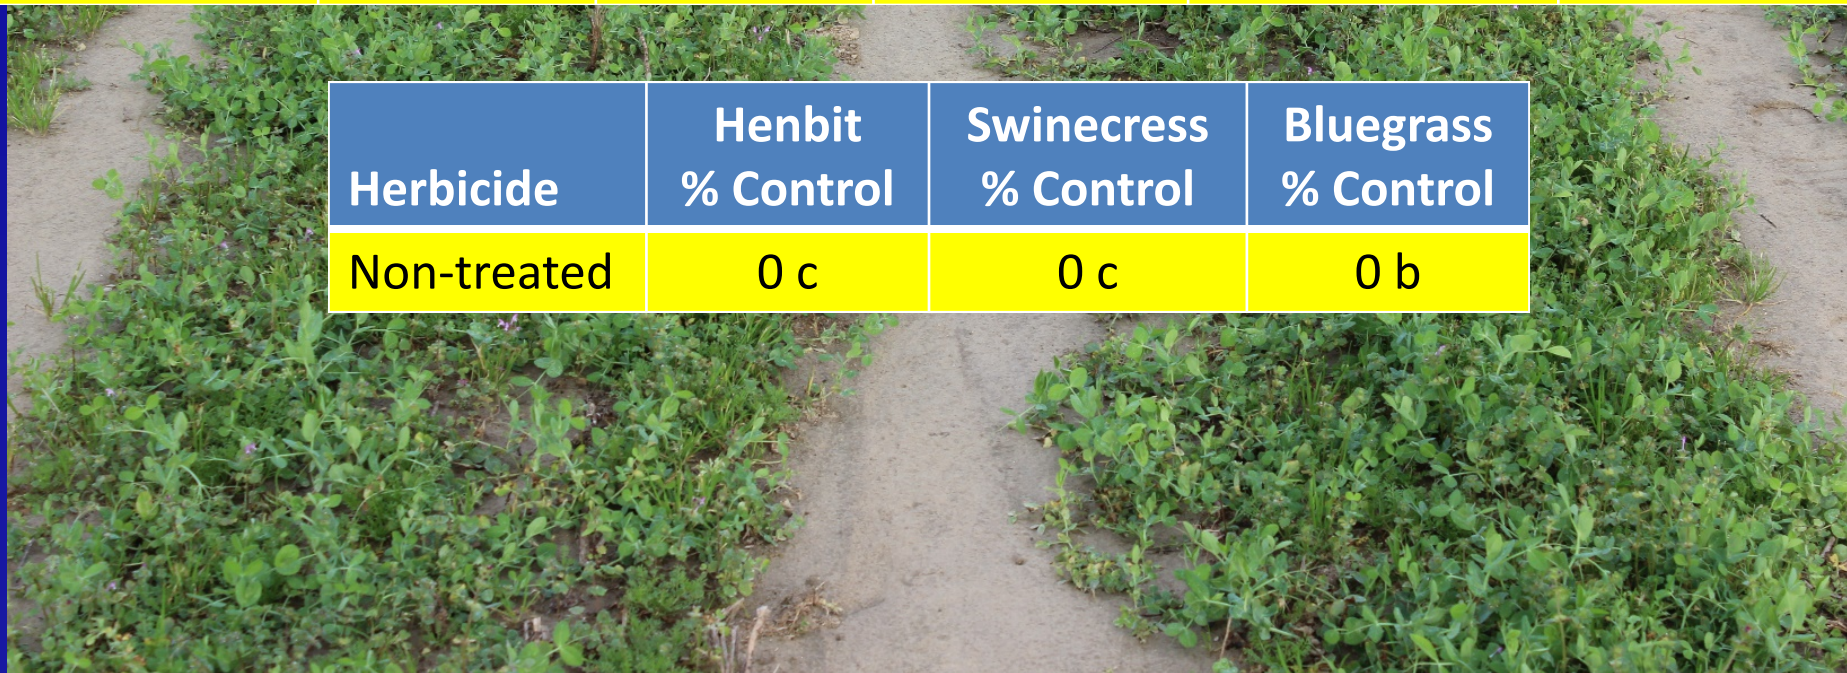 Henbit Swinecress Bluegrass
Herbicide % Control % Control % Control
Non-treated 0 c 0 c 0 b